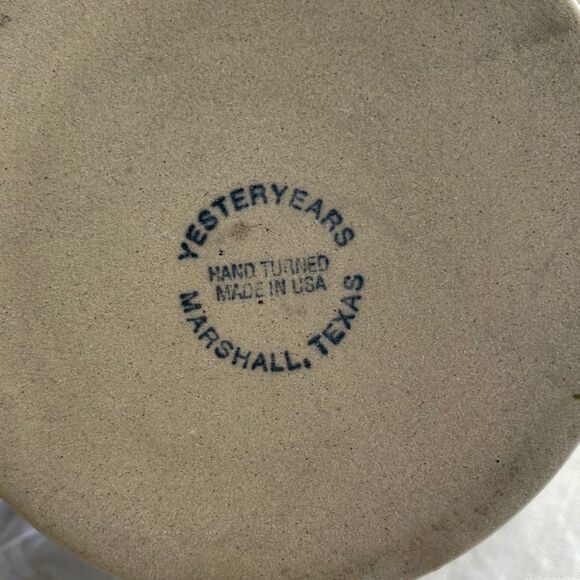 YESTERYEARS
HAND TURNED
MADE IN USA
MARSHALL, TEXAS